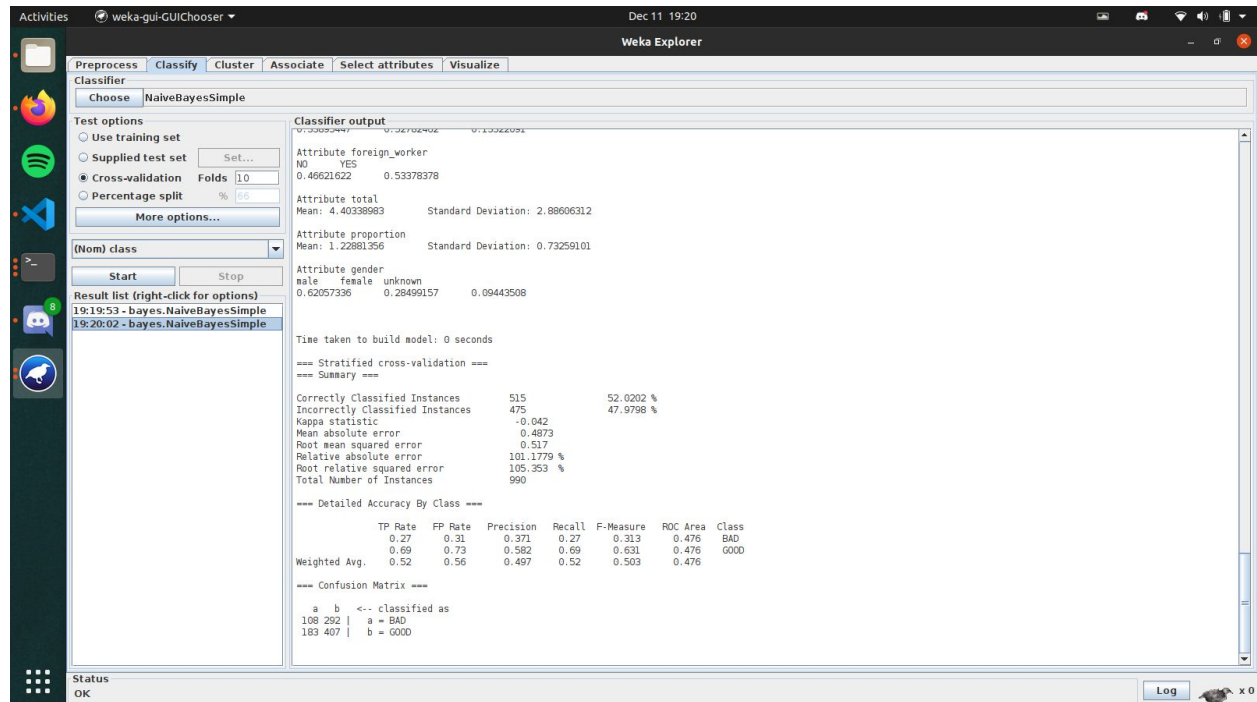 Activities weka-gui-GUIChooser Dec 11 19:20
Weka Explorer
Preprocess Classify Cluster Associate Select attributes Visualize
Classifier
Choose NaiveBayesSimple
Test options
Use training set
Supplied test set Set...
Cross-validation Folds 10
Percentage split % 66
More options...
(Nom) class
Start Stop
Result list (right-click for options)
19:19:53 - bayes.NaiveBayesSimple
19:20:02 - bayes.NaiveBayesSimple
8
Classifier output
Attribute foreign_worker
NO YES
0.46621622 0.53378378
Attribute total
Mean: 4.40338983 Standard Deviation: 2.88606312
Attribute proportion
Mean: 1.22881356 Standard Deviation: 0.73259101
Attribute gender
male female unknown
0.62057336 0.28499157 0.09443508
Time taken to build model: 0 seconds
=== Stratified cross-validation ===
=== Summary ===
Correctly Classified Instances 515 52.0202 %
Incorrectly Classified Instances 475 47.9798 %
Kappa statistic -0.042
Mean absolute error 0.4873
Root mean squared error 0.517
Relative absolute error 101.1779 %
Root relative squared error 105.353 %
Total Number of Instances 990
=== Detailed Accuracy By Class ===
TP Rate FP Rate Precision Recall F-Measure ROC Area Class
0.27 0.31 0.371 0.27 0.313 0.476 BAD
0.69 0.73 0.582 0.69 0.631 0.476 GOOD
Weighted Avg. 0.52 0.56 0.497 0.52 0.503 0.476
=== Confusion Matrix ===
a b <-- classified as
108 292 | a = BAD
183 407 | b = GOOD
Status
OK
Log x 0